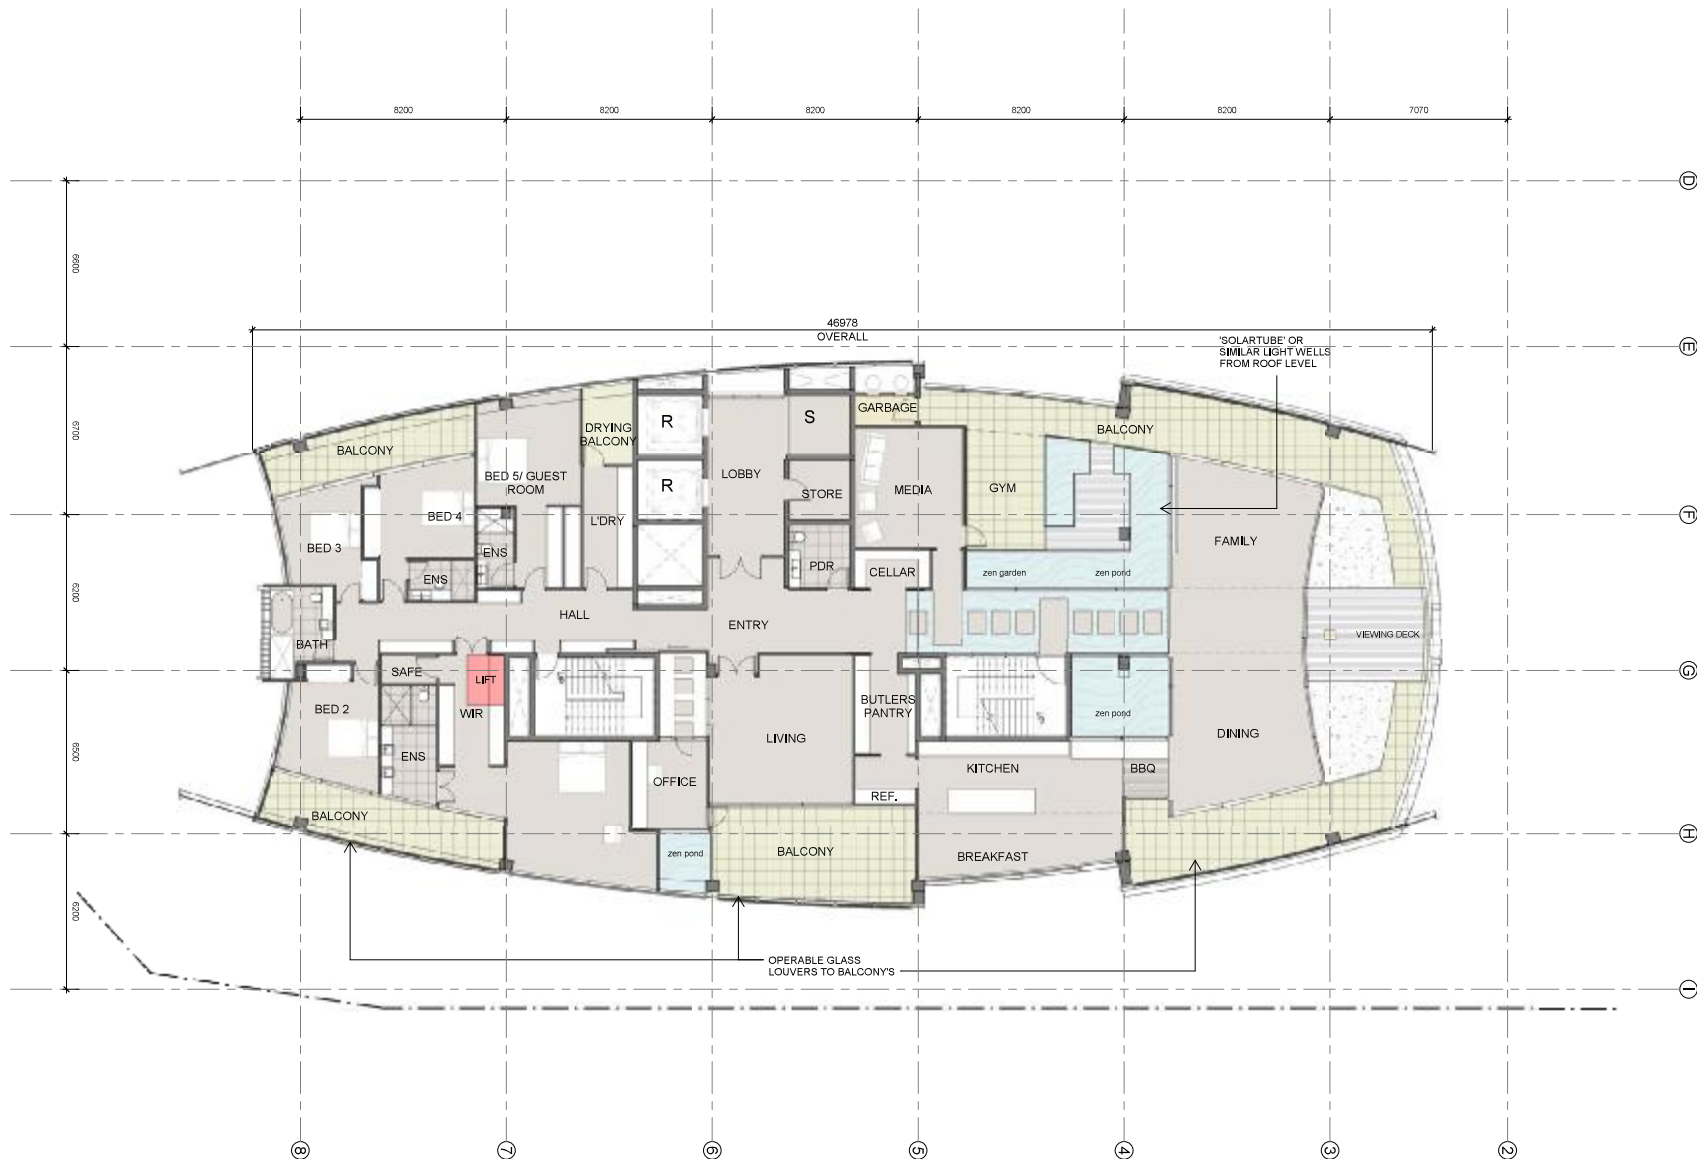 8200
8200
8200
8200
8200
7070
D
6600
46978
OVERALL
E
'SOLARTUBE' OR
SIMILAR LIGHT WELLS
FROM ROOF LEVEL
6700
BALCONY
DRYING
BALCONY
R
S
GARBAGE
BALCONY
BED 5/ GUEST
ROOM
R
LOBBY
STORE
MEDIA
GYM
BED 4
L'DRY
F
BED 3
ENS
FAMILY
ENS
PDR
CELLAR
zen garden
zen pond
6200
HALL
ENTRY
BATH
VIEWING DECK
SAFE
LIFT
G
BED 2
WIR
BUTLERS
PANTRY
zen pond
6500
LIVING
DINING
ENS
OFFICE
KITCHEN
BBQ
REF.
BALCONY
H
zen pond
BALCONY
BREAKFAST
6200
OPERABLE GLASS
LOUVERS TO BALCONY'S
I
8
7
6
5
4
3
2